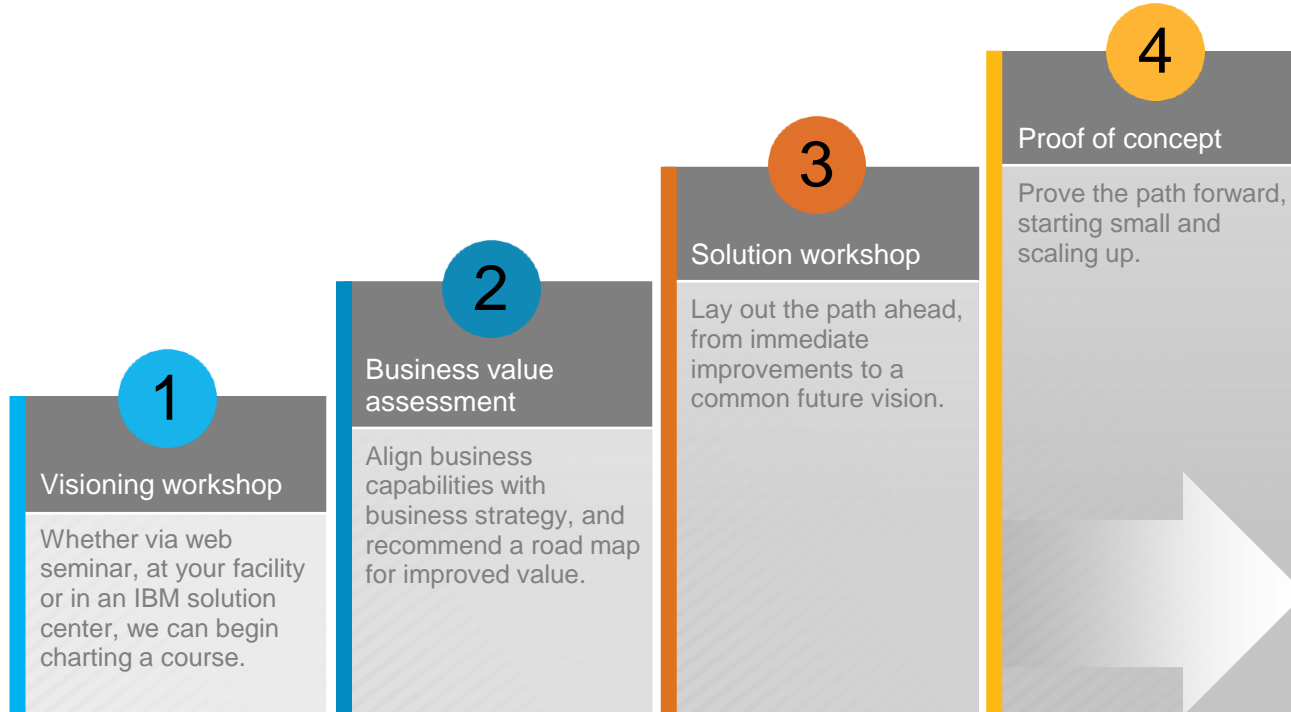 1
Visioning workshop
Whether via web
seminar, at your facility
or in an IBM solution
center, we can begin
charting a course.
2
Business value
assessment
Align business
capabilities with
business strategy, and
recommend a road map
for improved value.
3
Solution workshop
Lay out the path ahead,
from immediate
improvements to a
common future vision.
4
Proof of concept
Prove the path forward,
starting small and
scaling up.